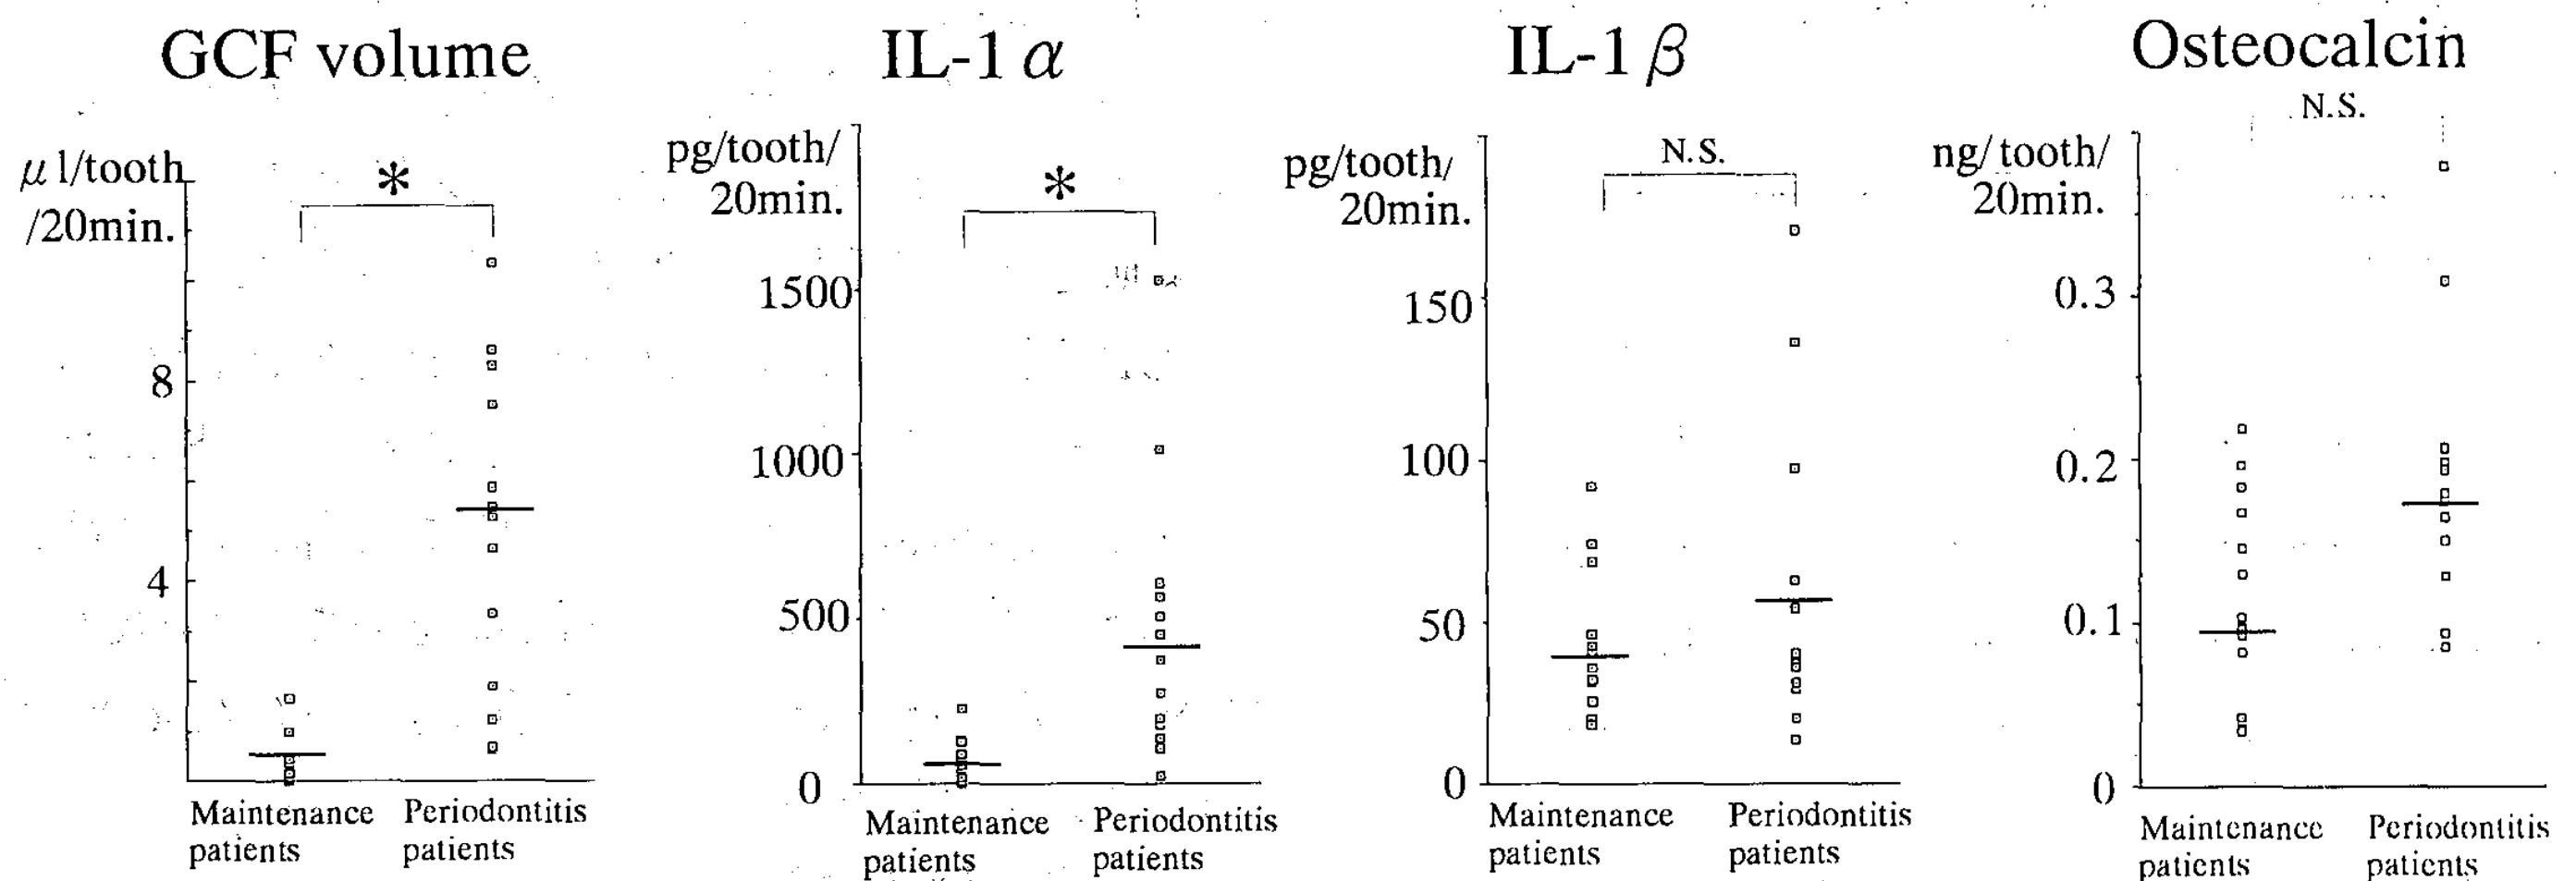 GCF volume
μl/tooth
/20min.
*
8
4
Maintenance
patients
Periodontitis
patients
IL-1 α
pg/tooth/
20min.
*
1500
1000
500
0
Maintenance
patients
Periodontitis
patients
IL-1 β
pg/tooth/
20min.
N.S.
150
100
50
0
Maintenance
patients
Periodontitis
patients
Osteocalcin
N.S.
ng/tooth/
20min.
0.3
0.2
0.1
0
Maintenance
patients
Periodontitis
patients